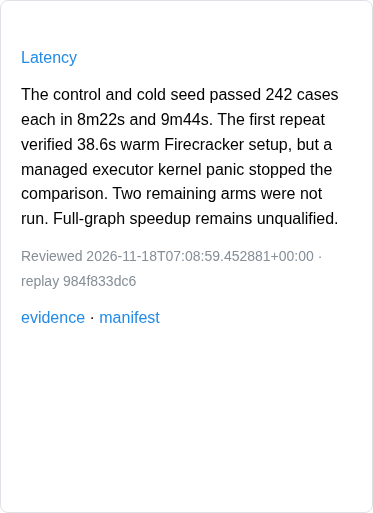 Latency
The control and cold seed passed 242 cases
each in 8m22s and 9m44s. The first repeat
verified 38.6s warm Firecracker setup, but a
managed executor kernel panic stopped the
comparison. Two remaining arms were not
run. Full-graph speedup remains unqualified.
Reviewed 2026-11-18T07:08:59.452881+00:00 ·
replay 984f833dc6
evidence · manifest